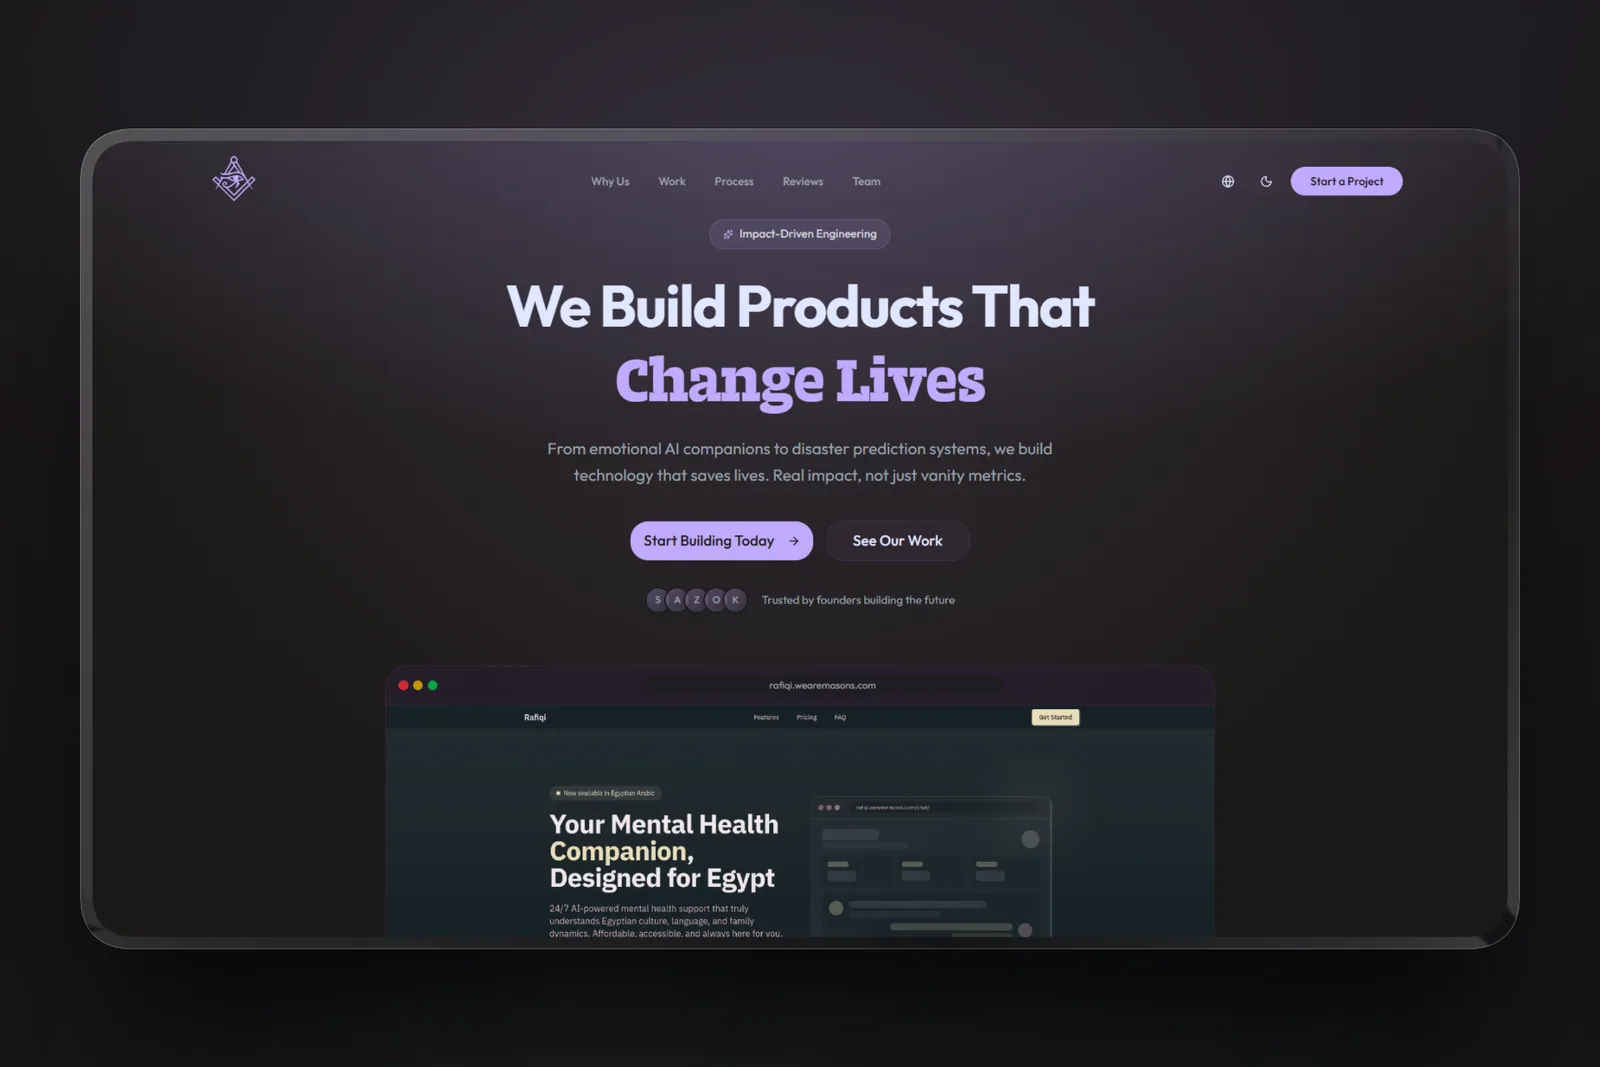 Why Us Work Process Reviews Team Start a Project
Impact-Driven Engineering
We Build Products That
Change Lives
From emotional AI companions to disaster prediction systems, we build
technology that saves lives. Real impact, not just vanity metrics.
Start Building Today → See Our Work
S A Z O K Trusted by founders building the future
rafiqi.wearemasons.com
Rafiqi Features Pricing FAQ Get Started
Now available in Egyptian Arabic
rafiqi.wearemasons.com/chat/
Your Mental Health
Companion,
Designed for Egypt
24/7 AI-powered mental health support that truly
understands Egyptian culture, language, and family
dynamics. Affordable, accessible, and always here for you.